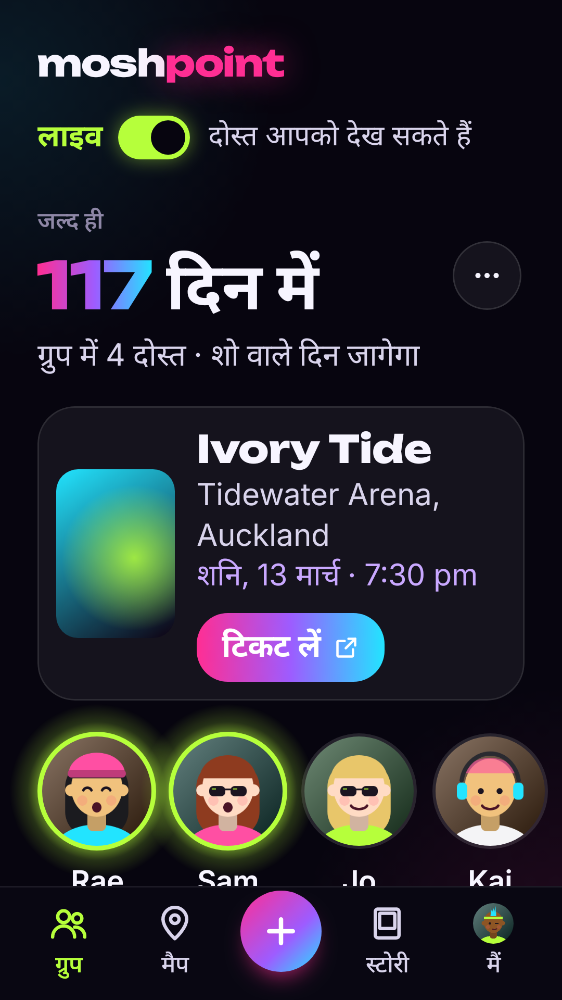 moshpoint
लाइव दोस्त आपको देख सकते हैं
जल्द ही
117 दिन में
ग्रुप में 4 दोस्त · शो वाले दिन जागेगा
Ivory Tide
Tidewater Arena,
Auckland
शनि, 13 मार्च · 7:30 pm
टिकट लें
Rae Sam Jo Kai
ग्रुप मैप स्टोरी मैं